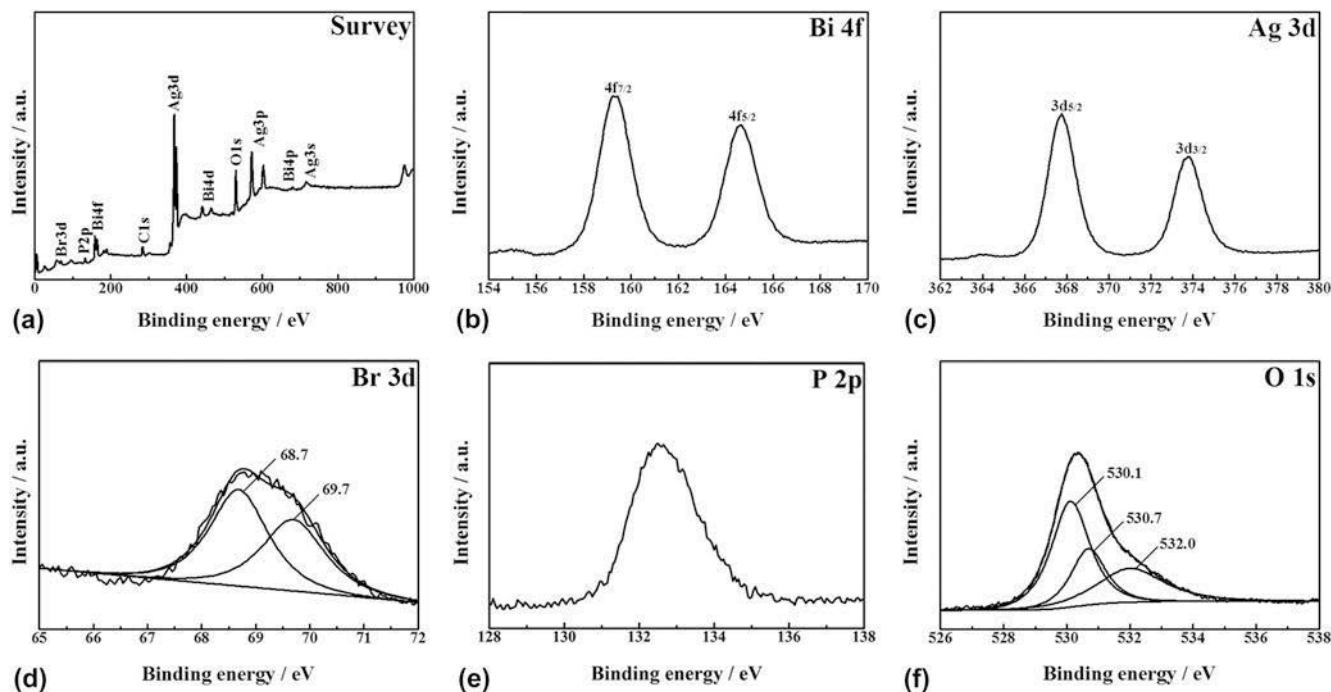 Survey
Intensity / a.u.
Br3d
P2p
Bi4f
C1s
Ag3d
Bi4d
O1s
Ag3p
Bi4p
Ag3s
0 200 400 600 800 1000
(a)
Binding energy / eV
Bi 4f
Intensity / a.u.
4f7/2
4f5/2
154 156 158 160 162 164 166 168 170
(b)
Binding energy / eV
Ag 3d
Intensity / a.u.
3d5/2
3d3/2
362 364 366 368 370 372 374 376 378 380
(c)
Binding energy / eV
Br 3d
Intensity / a.u.
68.7
69.7
65 66 67 68 69 70 71 72
(d)
Binding energy / eV
P 2p
Intensity / a.u.
128 130 132 134 136 138
(e)
Binding energy / eV
O 1s
Intensity / a.u.
530.1
530.7
532.0
526 528 530 532 534 536 538
(f)
Binding energy / eV